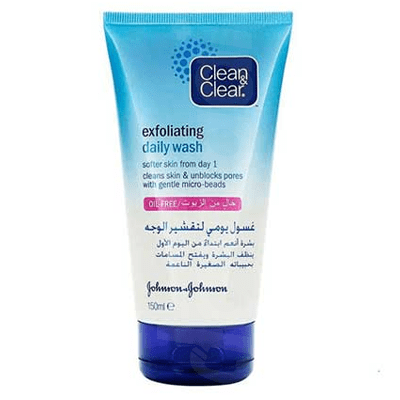 Clean &
Clear®
exfoliating
daily wash
softer skin from day 1
cleans skin & unblocks pores
with gentle micro-beads
OIL-FREE/خال من الزيوت
غسول يومي لتقشير الوجه
بشرة أنعم ابتداءً من اليوم الأول
ينظف البشرة ويفتح المسامات
بحبيباته الصغيرة الناعمة
Johnson & Johnson
150ml e